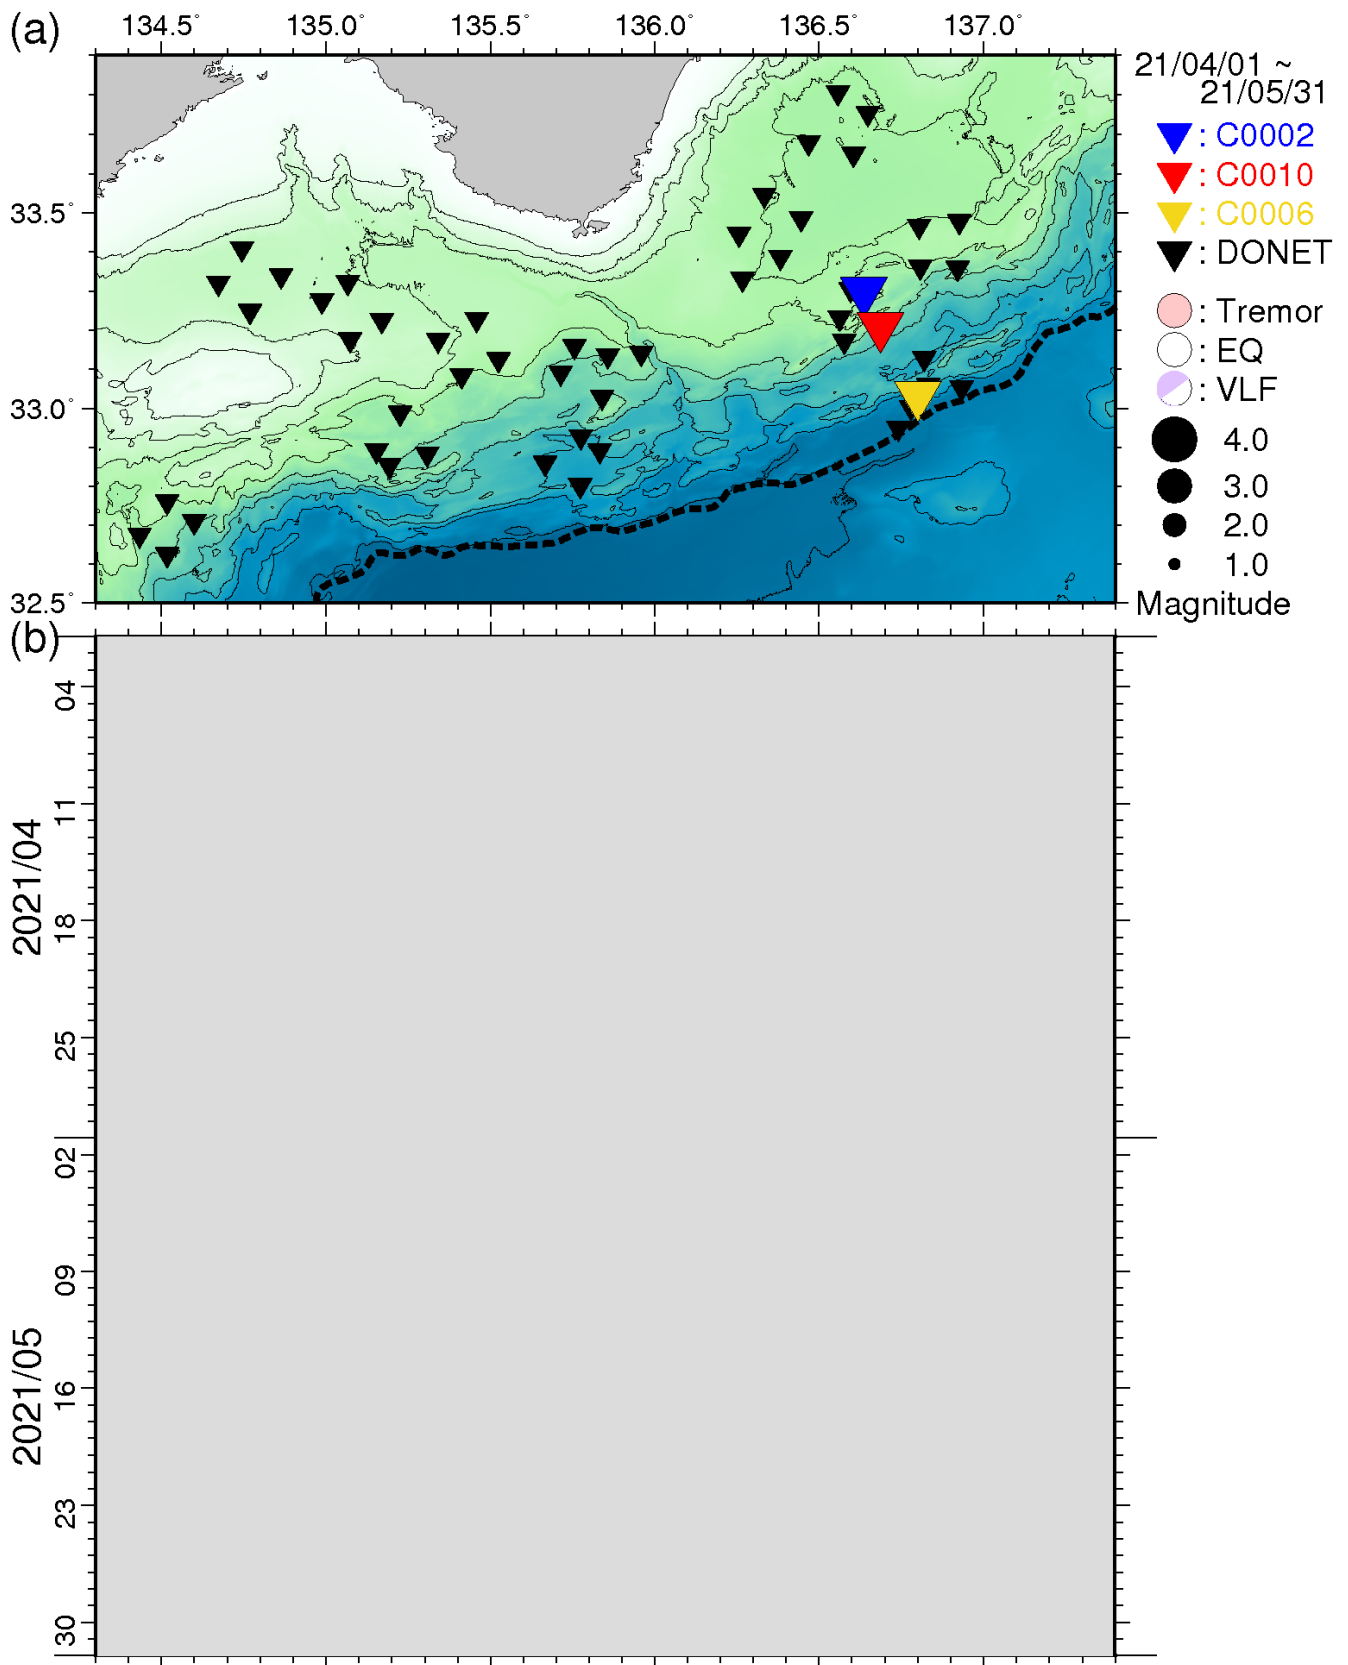 (a)
134.5° 135.0° 135.5° 136.0° 136.5° 137.0°
33.5°
33.0°
32.5°
21/04/01 ~
21/05/31
: C0002
: C0010
: C0006
: DONET
: Tremor
: EQ
: VLF
4.0
3.0
2.0
1.0
Magnitude
(b)
04
11
18
25
02
09
16
23
30
2021/04
2021/05